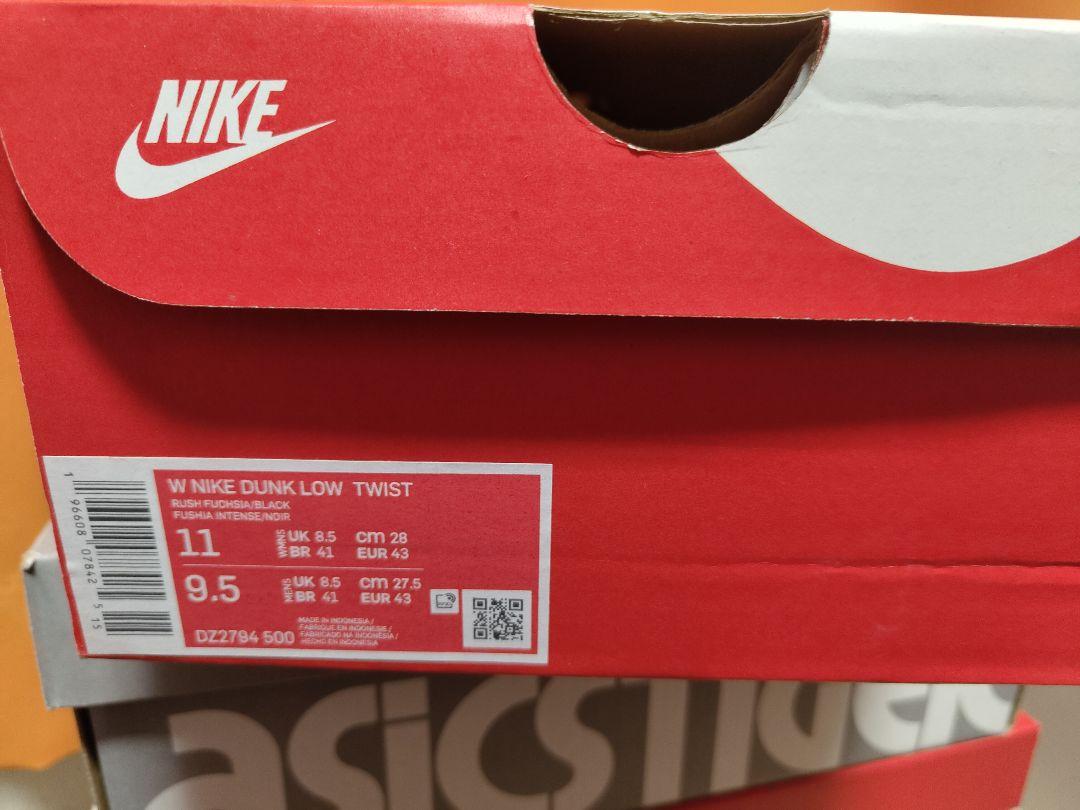 NIKE
W NIKE DUNK LOW TWIST
RUSH FUCHSIA/BLACK
FUSHIA INTENSE/NOIR
11 WMNS UK 8.5 cm 28
BR 41 EUR 43
9.5 MENS UK 8.5 cm 27.5
BR 41 EUR 43
DZ2794 500
MADE IN INDONESIA /
FABRIQUE EN INDONESIE /
FABRICADO NA INDONÉSIA /
HECHO EN INDONESIA
1 96608 07842 5 15
asicsTIGER